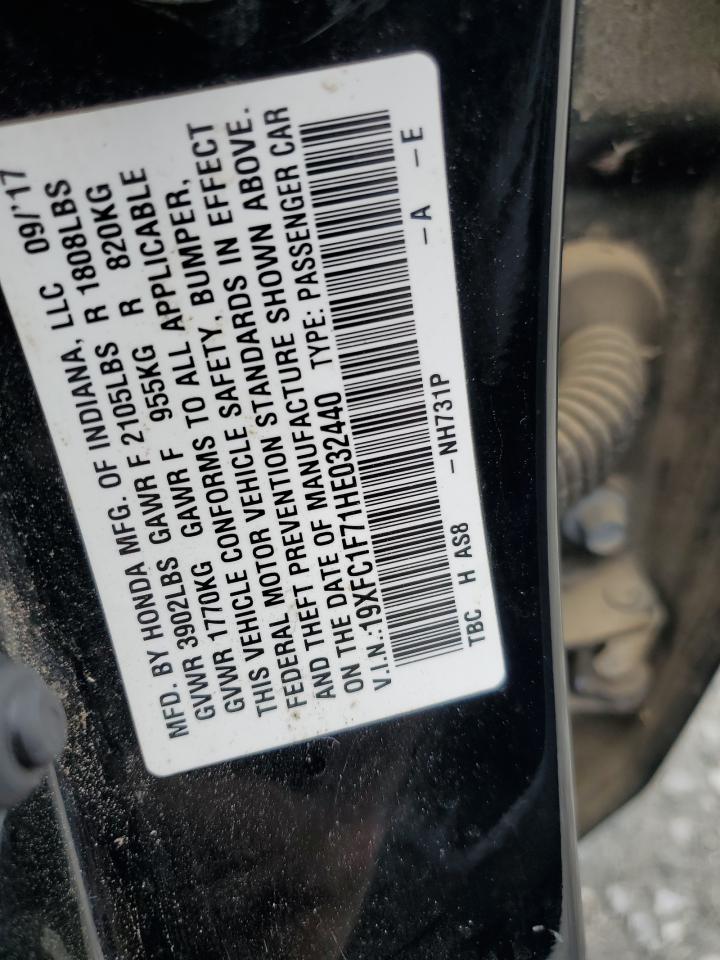 MFD. BY HONDA MFG. OF INDIANA, LLC 09/'17
GVWR 3902LBS GAWR F 2105LBS R 1808LBS
GVWR 1770KG GAWR F 955KG R 820KG
THIS VEHICLE CONFORMS TO ALL APPLICABLE
FEDERAL MOTOR VEHICLE SAFETY, BUMPER,
AND THEFT PREVENTION STANDARDS IN EFFECT
ON THE DATE OF MANUFACTURE SHOWN ABOVE.
V.I.N.:19XFC1F71HE032440 TYPE: PASSENGER CAR
TBC H AS8 –NH731P –A –E